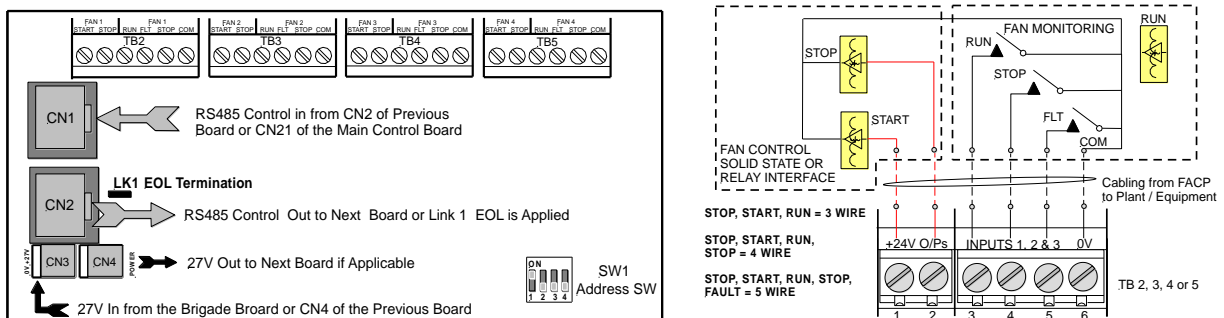 FAN 1 FAN 1 FAN 2 FAN 2 FAN 3 FAN 3 FAN 4 FAN 4
START STOP RUN FLT STOP COM START STOP RUN FLT STOP COM START STOP RUN FLT STOP COM START STOP RUN FLT STOP COM
TB2 TB3 TB4 TB5
CN1
RS485 Control in from CN2 of Previous
Board or CN21 of the Main Control Board
LK1 EOL Termination
CN2
RS485 Control Out to Next Board or Link 1 EOL is Applied
0V,+27V
CN3
CN4
POWER
27V Out to Next Board if Applicable
27V In from the Brigade Broard or CN4 of the Previous Board
ON
1 2 3 4
SW1
Address SW
STOP
START
FAN CONTROL
SOLID STATE OR
RELAY INTERFACE
FAN MONITORING
RUN
RUN
STOP
FLT
COM
Cabling from FACP
to Plant / Equipment
STOP, START, RUN = 3 WIRE
STOP, START, RUN,
STOP = 4 WIRE
STOP, START, RUN, STOP,
FAULT = 5 WIRE
+24V O/Ps INPUTS 1, 2 & 3 0V
TB 2, 3, 4 or 5
1 2 3 4 5 6